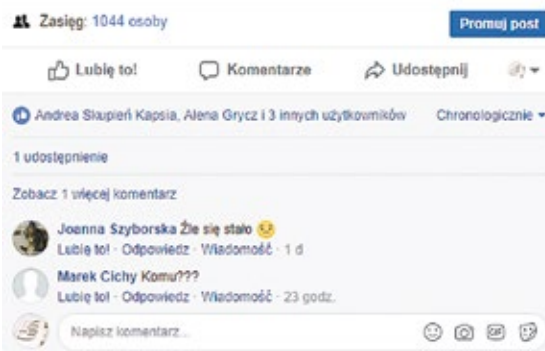 Zasięg: 1044 osoby
Promuj post
Lubię to!
Komentarze
Udostępnij
Andrea Skupień Kapsia, Alena Grycz i 3 innych użytkowników
Chronologicznie
1 udostępnienie
Zobacz 1 więcej komentarz
Joanna Szyborska Źle się stało
Lubię to! · Odpowiedz · Wiadomość · 1 d
Marek Cichy Komu???
Lubię to! · Odpowiedz · Wiadomość · 23 godz.
Napisz komentarz...
GIF